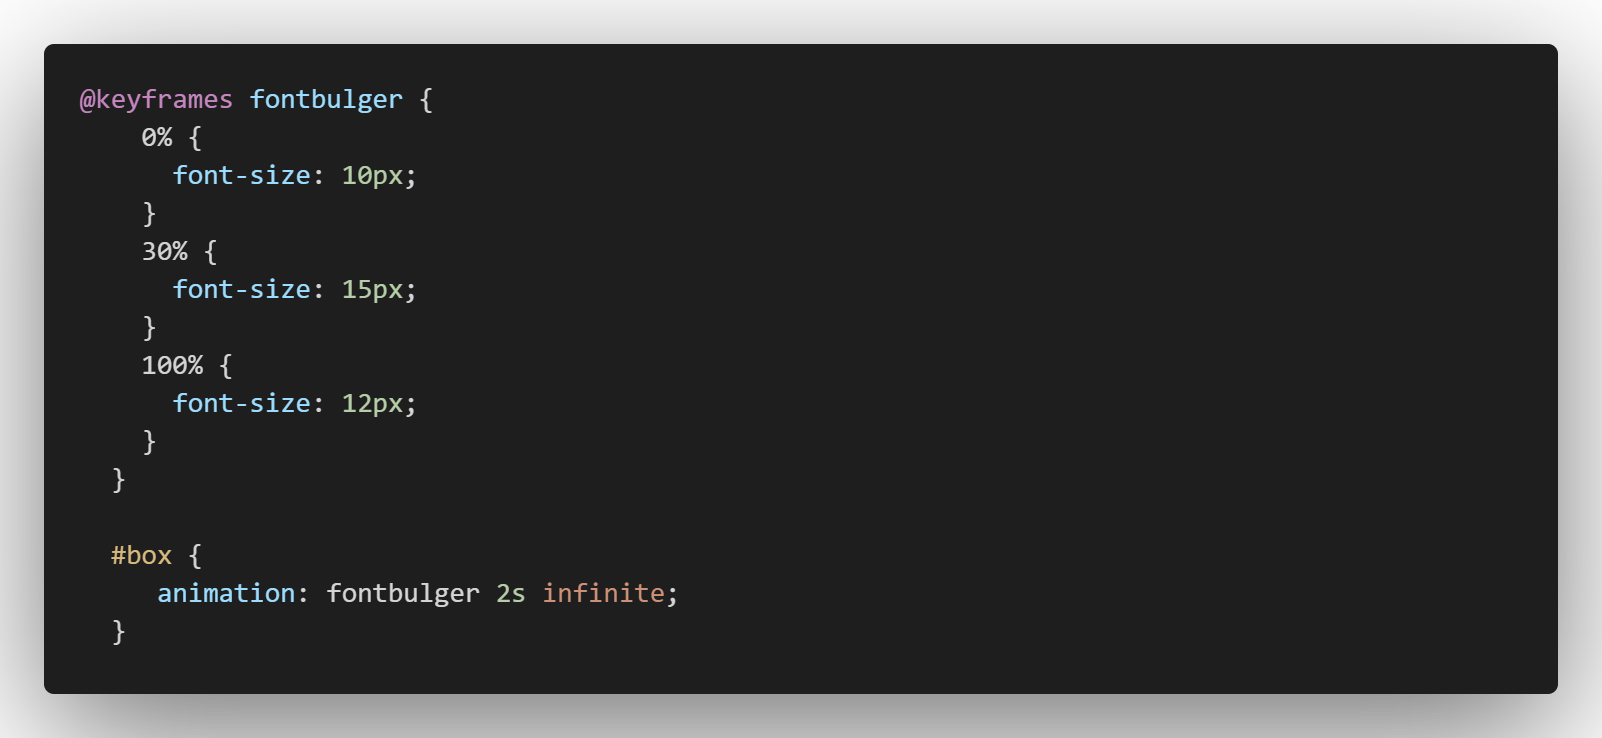 @keyframes fontbulger {
    0% {
      font-size: 10px;
    }
    30% {
      font-size: 15px;
    }
    100% {
      font-size: 12px;
    }
  }

  #box {
     animation: fontbulger 2s infinite;
  }